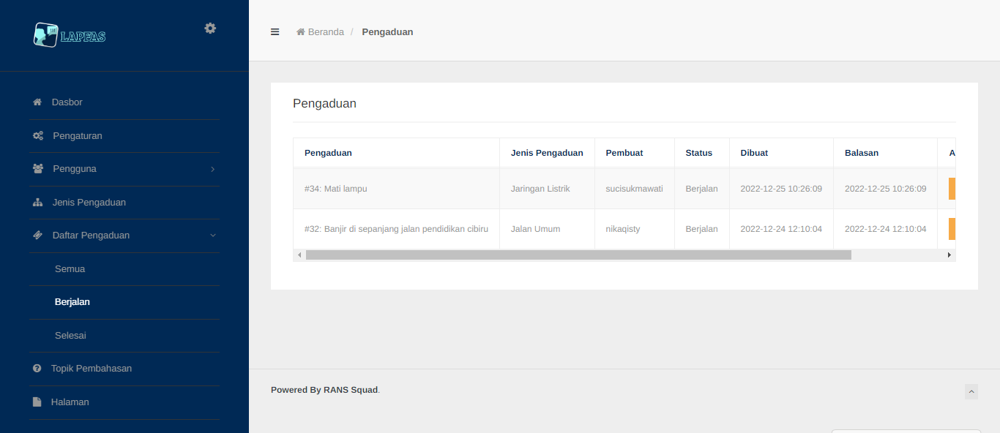 LAPFAS
Beranda / Pengaduan
Dasbor
Pengaturan
Pengguna
Jenis Pengaduan
Daftar Pengaduan
Semua
Berjalan
Selesai
Topik Pembahasan
Halaman
Pengaduan
Pengaduan Jenis Pengaduan Pembuat Status Dibuat Balasan A
#34: Mati lampu Jaringan Listrik sucisukmawati Berjalan 2022-12-25 10:26:09 2022-12-25 10:26:09
#32: Banjir di sepanjang jalan pendidikan cibiru Jalan Umum nikaqisty Berjalan 2022-12-24 12:10:04 2022-12-24 12:10:04
Powered By RANS Squad.